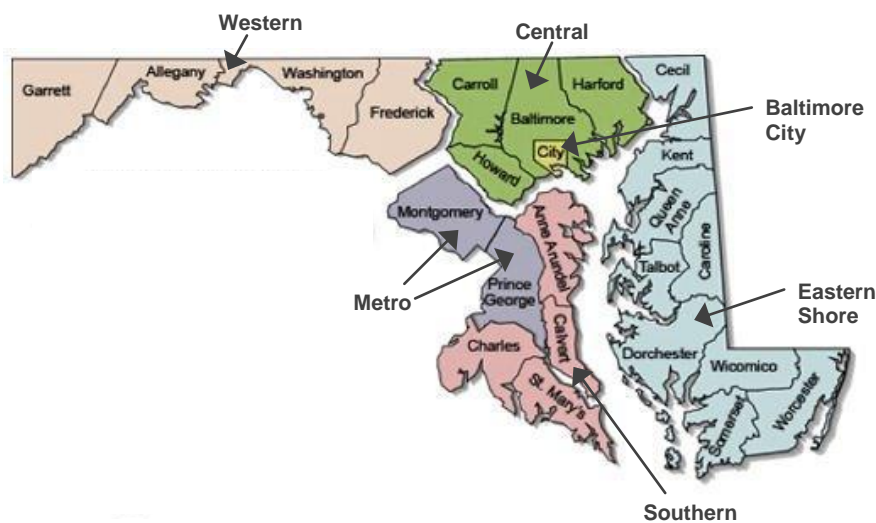 Western
Central
Garrett
Allegany
Washington
Frederick
Carroll
Baltimore
Harford
Cecil
Baltimore
City
City
Howard
Kent
Queen
Anne
Caroline
Talbot
Montgomery
Anne Arundel
Metro
Prince
George
Eastern
Shore
Charles
Calvert
Dorchester
Wicomico
St. Mary's
Somerset
Worcester
Southern